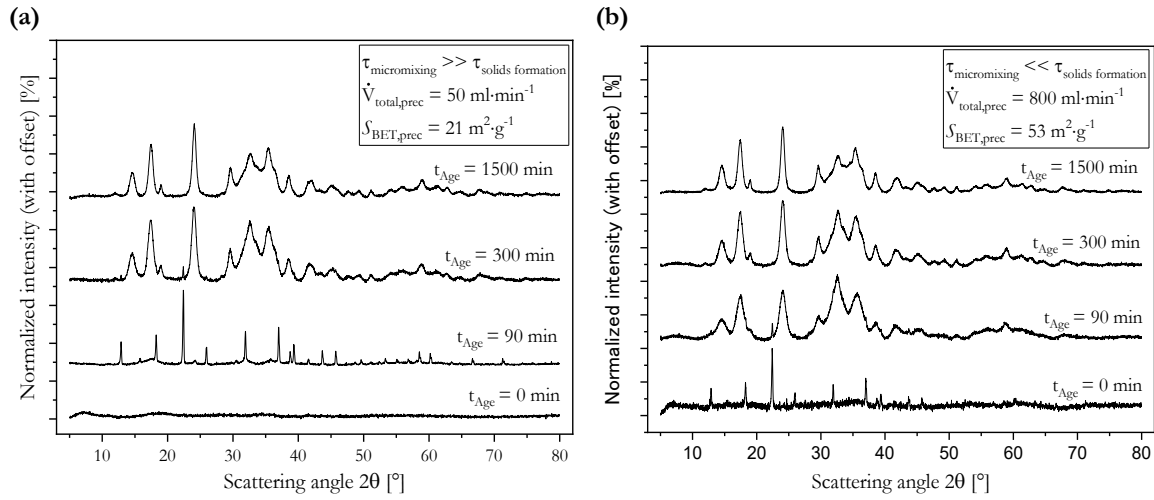 (a)
τmicromixing >> τsolids formation
V̇total,prec = 50 ml·min⁻¹
SBET,prec = 21 m²·g⁻¹
tAge = 1500 min
tAge = 300 min
tAge = 90 min
tAge = 0 min
Normalized intensity (with offset) [%]
10 20 30 40 50 60 70 80
Scattering angle 2θ [°]
(b)
τmicromixing << τsolids formation
V̇total,prec = 800 ml·min⁻¹
SBET,prec = 53 m²·g⁻¹
tAge = 1500 min
tAge = 300 min
tAge = 90 min
tAge = 0 min
Normalized intensity (with offset) [%]
10 20 30 40 50 60 70 80
Scattering angle 2θ [°]